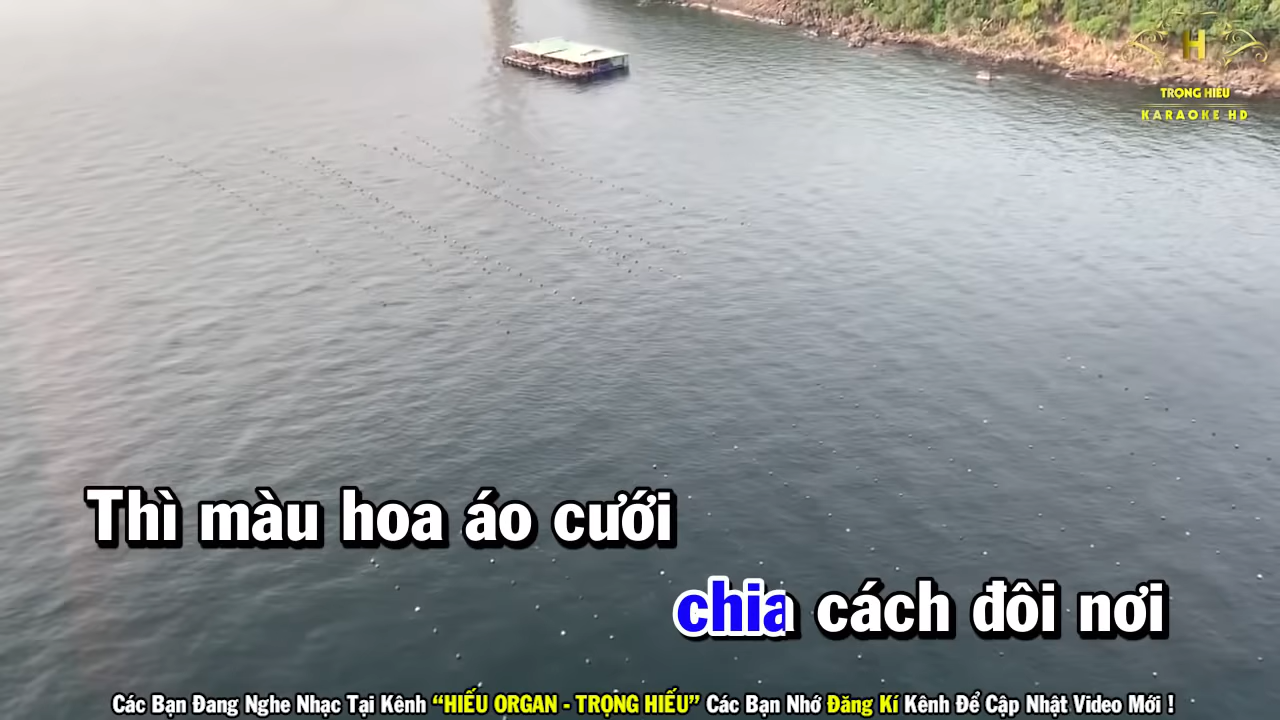 H
TRỌNG HIẾU
KARAOKE HD
Thì màu hoa áo cưới
chia cách đôi nơi
Các Bạn Đang Nghe Nhạc Tại Kênh “HIẾU ORGAN - TRỌNG HIẾU” Các Bạn Nhớ Đăng Kí Kênh Để Cập Nhật Video Mới !